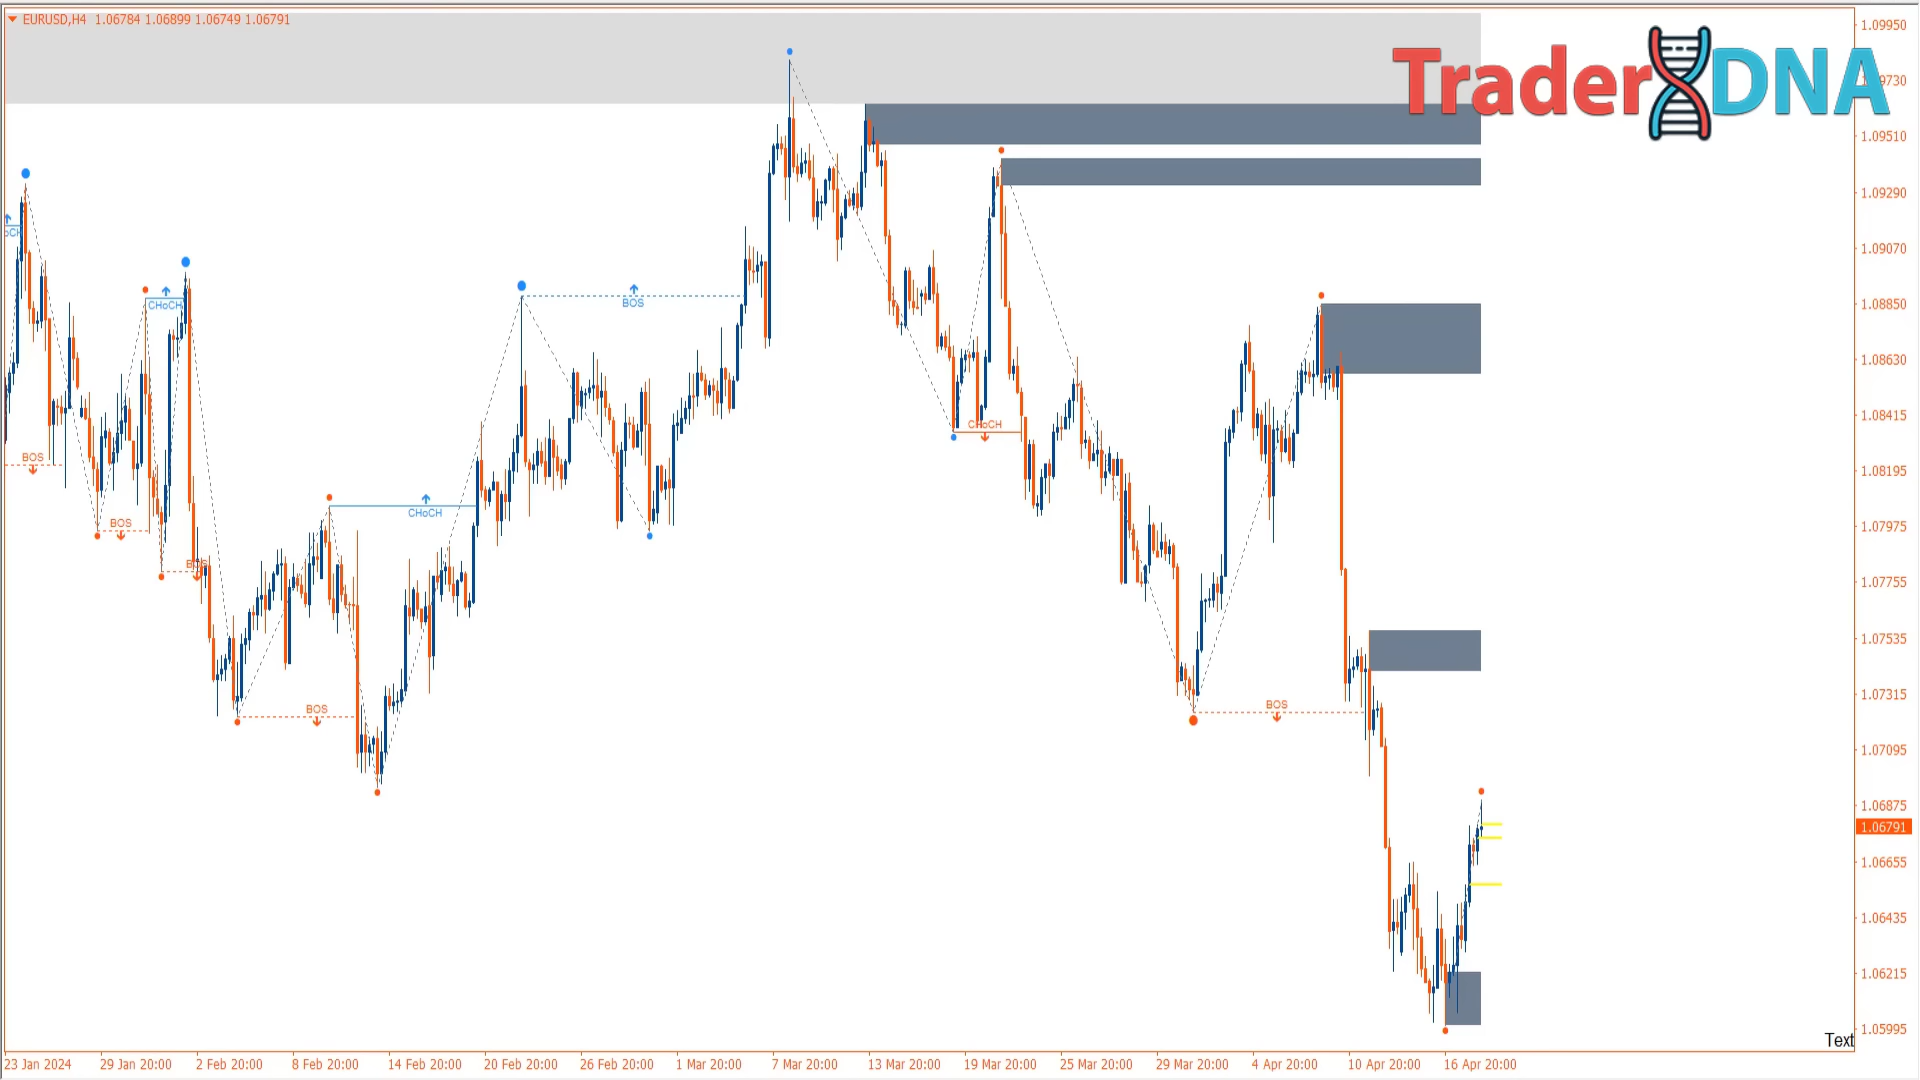 EURUSD,H4 1.06784 1.06899 1.06749 1.06791
TraderDNA
1.09950
9730
1.09510
1.09290
1.09070
1.08850
1.08630
1.08415
1.08195
1.07975
1.07755
1.07535
1.07315
1.07095
1.06875
1.06791
1.06655
1.06435
1.06215
1.05995
oCH
CHoCH
BOS
CHoCH
BOS
BOS
CHoCH
BOS
BOS
BOS
BOS
Text
23 Jan 2024 29 Jan 20:00 2 Feb 20:00 8 Feb 20:00 14 Feb 20:00 20 Feb 20:00 26 Feb 20:00 1 Mar 20:00 7 Mar 20:00 13 Mar 20:00 19 Mar 20:00 25 Mar 20:00 29 Mar 20:00 4 Apr 20:00 10 Apr 20:00 16 Apr 20:00